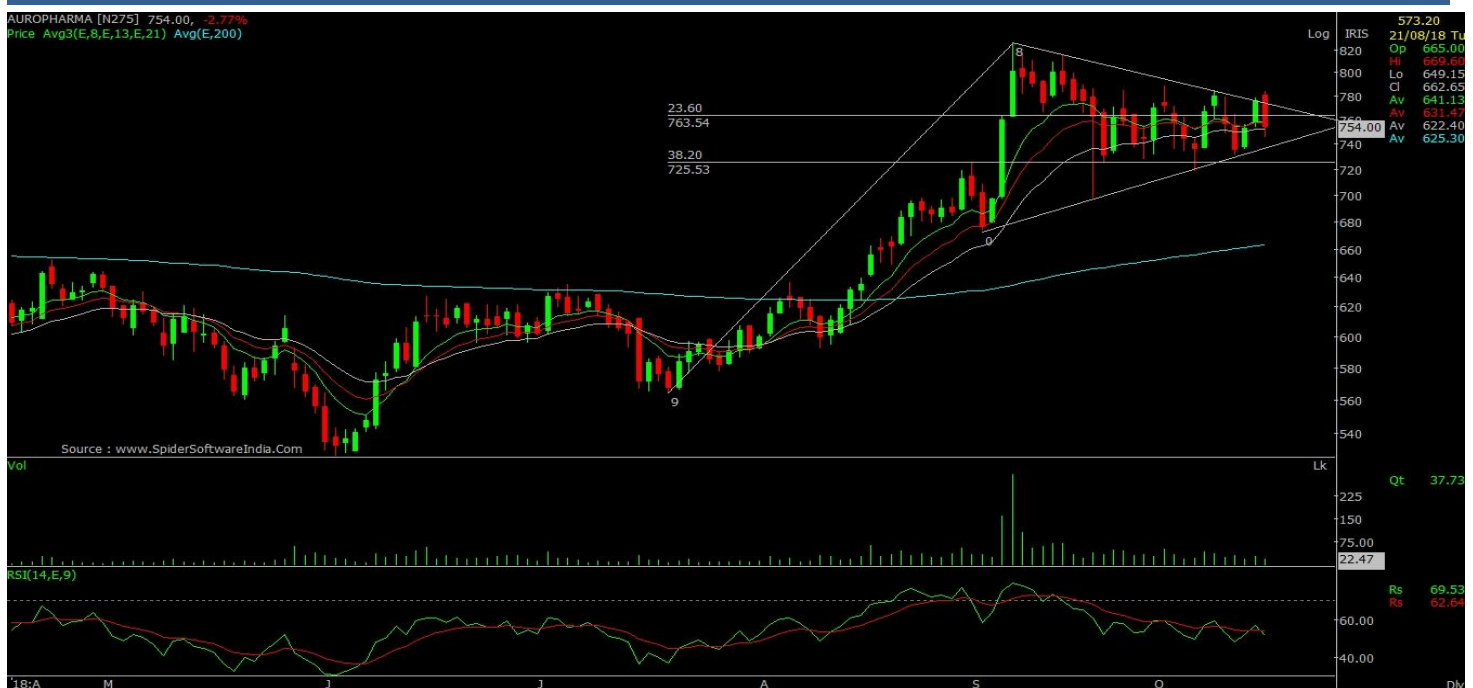 AUROPHARMA [N275] 754.00, -2.77%
Price Avg3(E,8,E,13,E,21) Avg(E,200)
Log IRIS
573.20
21/08/18 Tu
Op 665.00
Hi 669.60
Lo 649.15
Cl 662.65
Av 641.13
Av 631.47
Av 622.40
Av 625.30
820
800
780
754.00
740
720
700
680
660
640
620
600
580
560
540
8
23.60
763.54
38.20
725.53
0
9
Source : www.SpiderSoftwareIndia.Com
Vol
Lk
Qt 37.73
225
150
75.00
22.47
RSI(14,E,9)
Rs 69.53
Rs 62.64
60.00
40.00
'18:A M J J A S O Dly